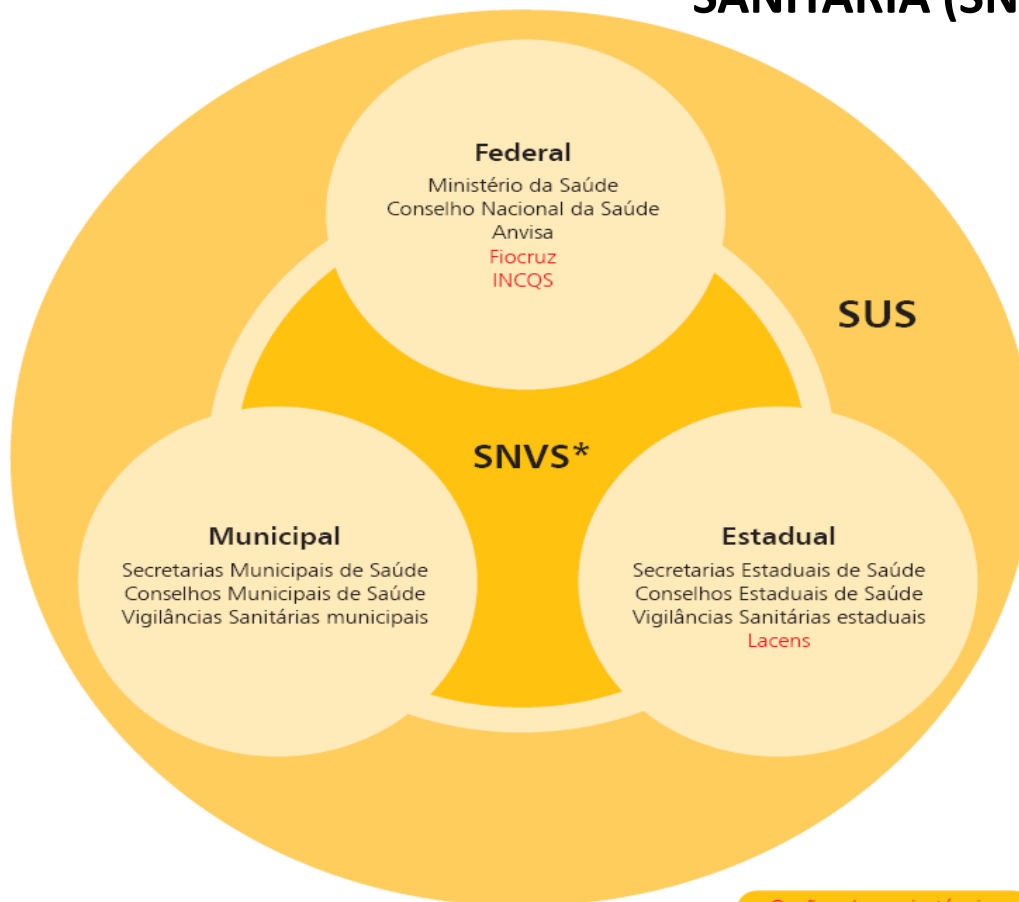 SANITÁRIA (SN
Federal
Ministério da Saúde
Conselho Nacional da Saúde
Anvisa
Fiocruz
INCQS
SUS
SNVS*
Municipal
Secretarias Municipais de Saúde
Conselhos Municipais de Saúde
Vigilâncias Sanitárias municipais
Estadual
Secretarias Estaduais de Saúde
Conselhos Estaduais de Saúde
Vigilâncias Sanitárias estaduais
Lacens